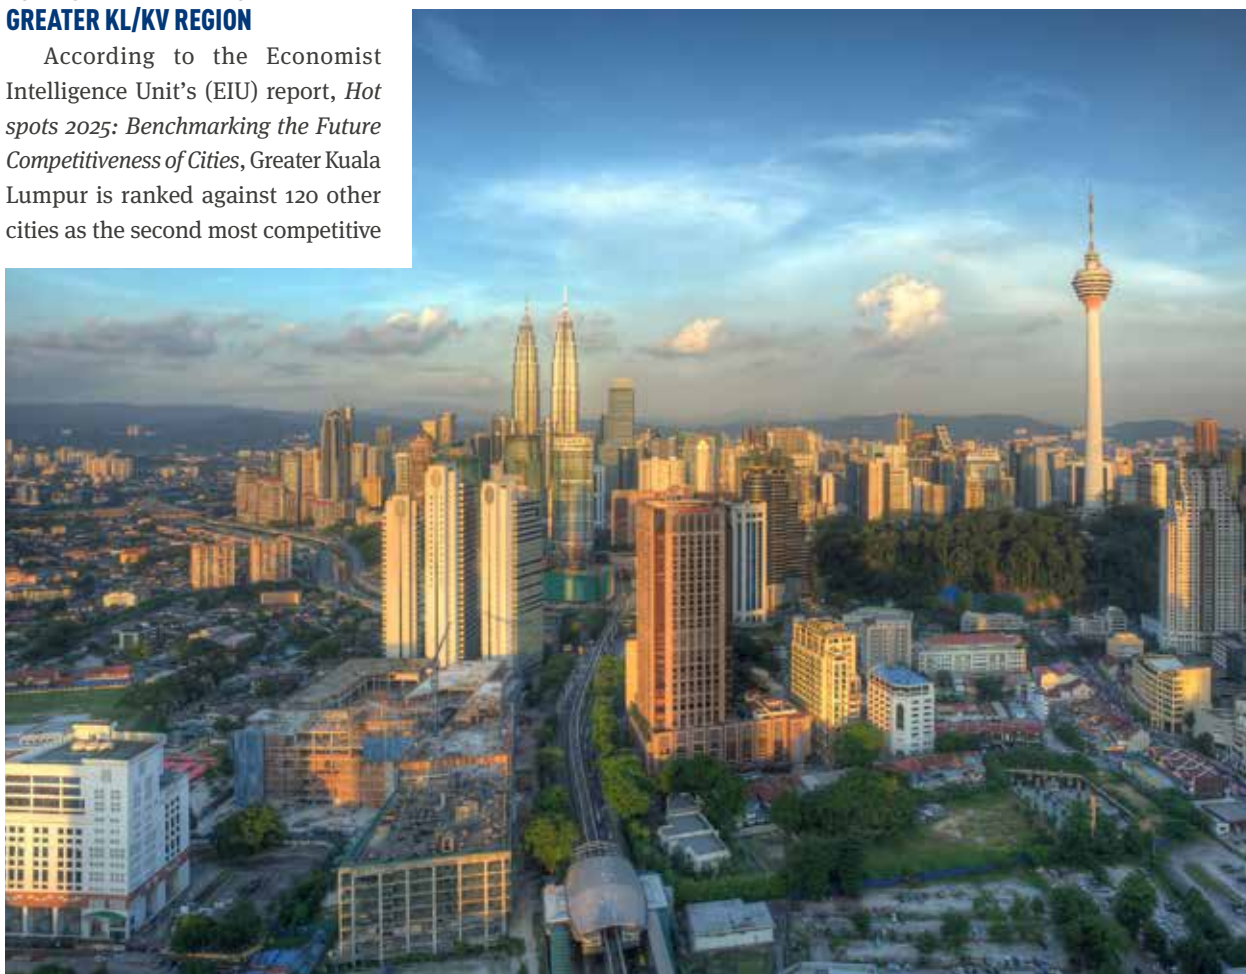 GREATER KL/KV REGION
According to the Economist
Intelligence Unit’s (EIU) report, Hot
spots 2025: Benchmarking the Future
Competitiveness of Cities, Greater Kuala
Lumpur is ranked against 120 other
cities as the second most competitive